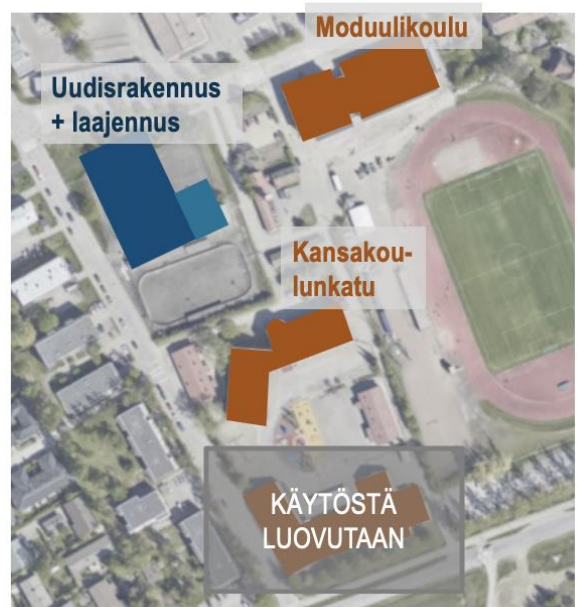 Moduulikoulu
Uudisrakennus
+ laajennus
Kansakou-
lunkatu
KÄYTÖSTÄ
LUOVUTAAN